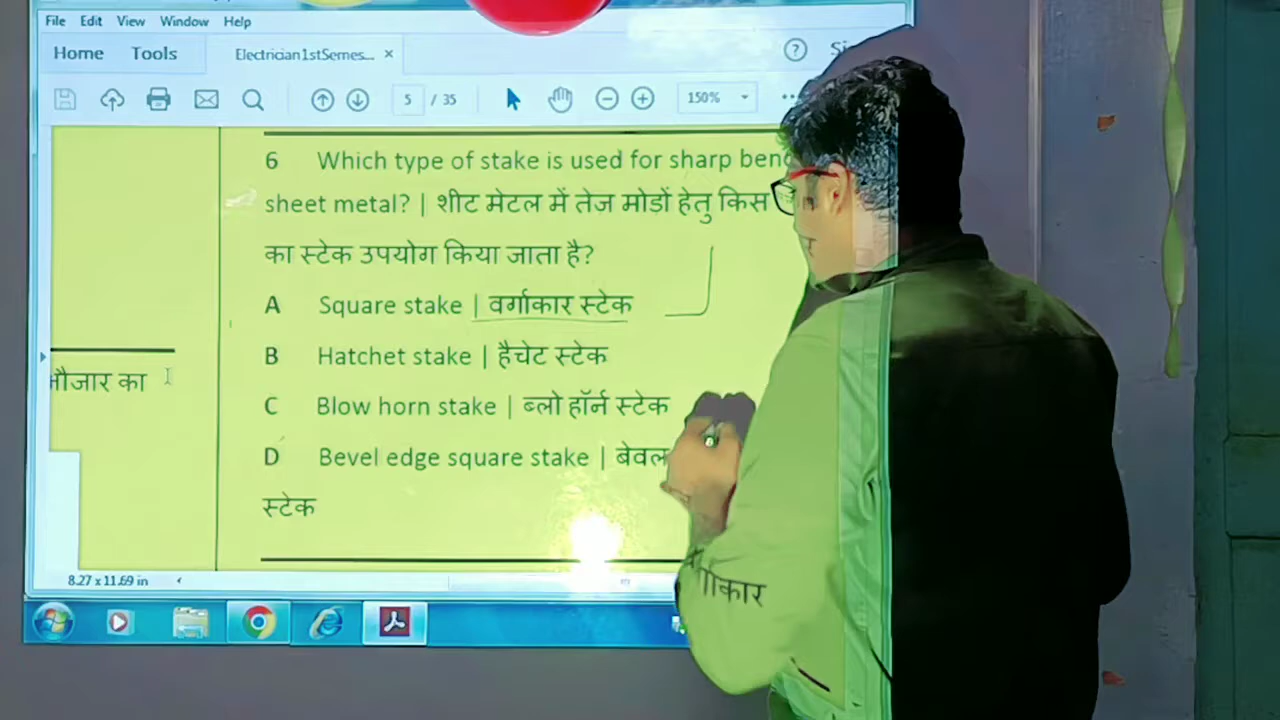 File Edit View Window Help
Home Tools Electrician1stSemes... ×
5 / 35 150%
6 Which type of stake is used for sharp
sheet metal? | शीट मेटल में तेज मोडों हेतु किस
का स्टेक उपयोग किया जाता है?
A Square stake | वर्गाकार स्टेक
B Hatchet stake | हैचेट स्टेक
औजार का
C Blow horn stake | ब्लो हॉर्न स्टेक
D Bevel edge square stake | बेवल
स्टेक
8.27 x 11.69 in